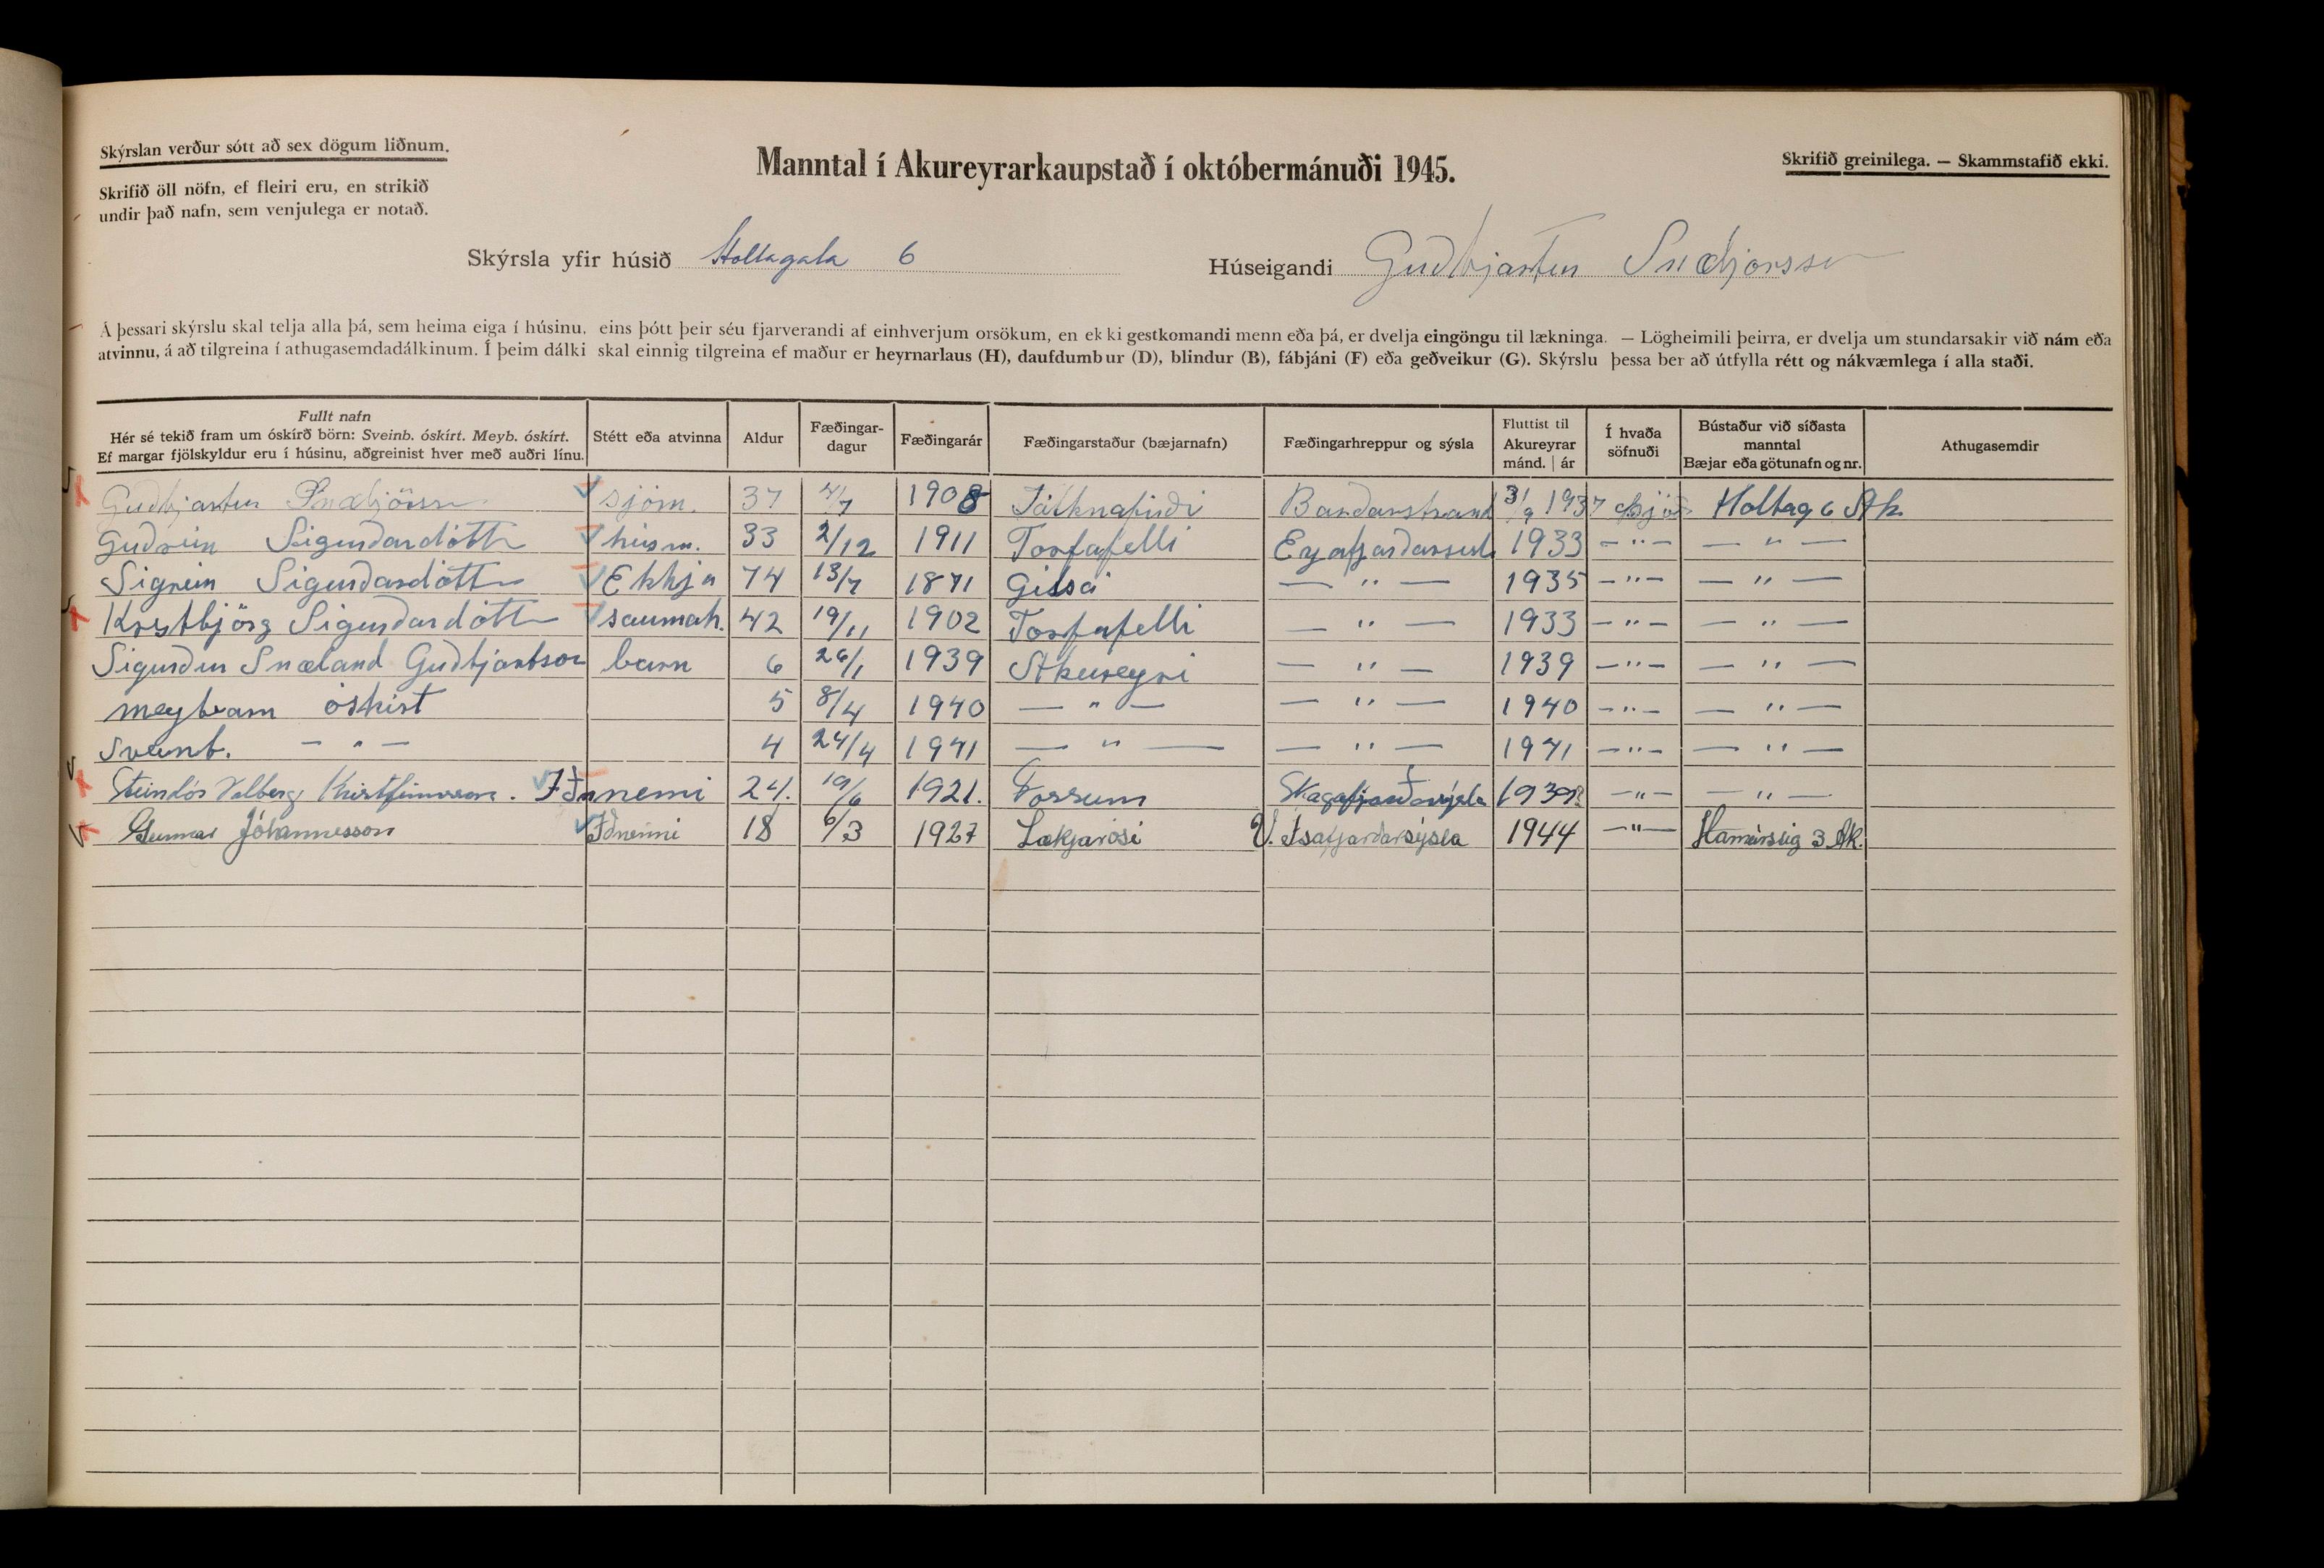 Skýrslan verður sótt að sex dögum liðnum.
Skrifið öll nöfn, ef fleiri eru, en strikið
undir það nafn, sem venjulega er notað.
Manntal í Akureyrarkaupstað í októbermánuði 1945.
Skrifið greinilega. — Skammstafið ekki.
Skýrsla yfir húsið Holtagata 6 Húseigandi Guðbjartur Snæbjörnsson
Á þessari skýrslu skal telja alla þá, sem heima eiga í húsinu, eins þótt þeir séu fjarverandi af einhverjum orsökum, en ekki gestkomandi menn eða þá, er dvelja eingöngu til lækninga. — Lögheimili þeirra, er dvelja um stundarsakir við nám eða
atvinnu, á að tilgreina í athugasemdadálkinum. Í þeim dálki skal einnig tilgreina ef maður er heyrnarlaus (H), daufdumbur (D), blindur (B), fábjáni (F) eða geðveikur (G). Skýrslu þessa ber að útfylla rétt og nákvæmlega í alla staði.
Fullt nafn
Hér sé tekið fram um óskírð börn: Sveinb. óskírt. Meyb. óskírt.
Ef margar fjölskyldur eru í húsinu, aðgreinist hver með auðri línu.
Stétt eða atvinna
Aldur
Fæðingar-
dagur
Fæðingarár
Fæðingarstaður (bæjarnafn)
Fæðingarhreppur og sýsla
Fluttist til
Akureyrar
mánd. | ár
Í hvaða
söfnuði
Bústaður við síðasta
manntal
Bæjar eða götunafn og nr.
Athugasemdir
Guðbjartur Snæbjörnss sjóm. 37 4/7 1908 Tálknafirði Barðarstrand 3/9 1937 Holtag 6 Ak
Guðrún Sigurðardóttir húsm. 33 2/12 1911 Torfufelli Eyafjarðarsusl 1933 — " — — " —
Sigrún Sigurðardóttir Ekkja 74 13/7 1871 Gilsá — " — 1935 — " — — " —
Kristbjörg Sigurðardóttir saumak. 42 19/11 1902 Torfufelli — " — 1933 — " — — " —
Sigurður Snæland Guðbjartson barn 6 26/1 1939 Akureyri — " — 1939 — " — — " —
meybarn óskírt 5 8/4 1940 — " — — " — 1940 — " — — " —
Sveinb. — " — 4 24/4 1941 — " — — " — 1941 — " — — " —
Steindór Valberg Kristfinnsson. Iðnnemi 24. 19/6 1921. Skagafjarðarsýsla 1939? — " — — " —
Gunnar Jóhannesson Iðnemi 18 6/3 1927 Lækjarósi V. Ísafjarðarsýsla 1944 — " — Hamarstíg 3 Ak.